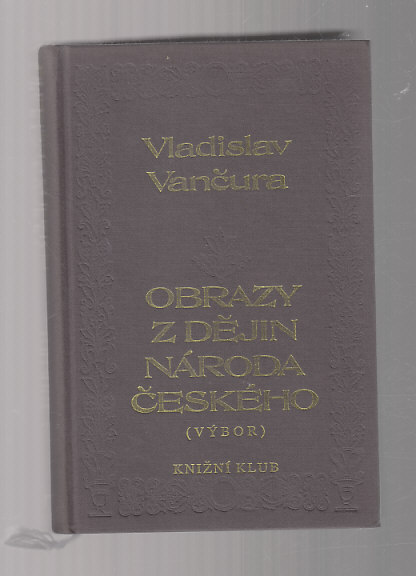 Vladislav
Vančura
OBRAZY
Z DĚJIN
NÁRODA
ČESKÉHO
(VÝBOR)
KNIŽNÍ KLUB